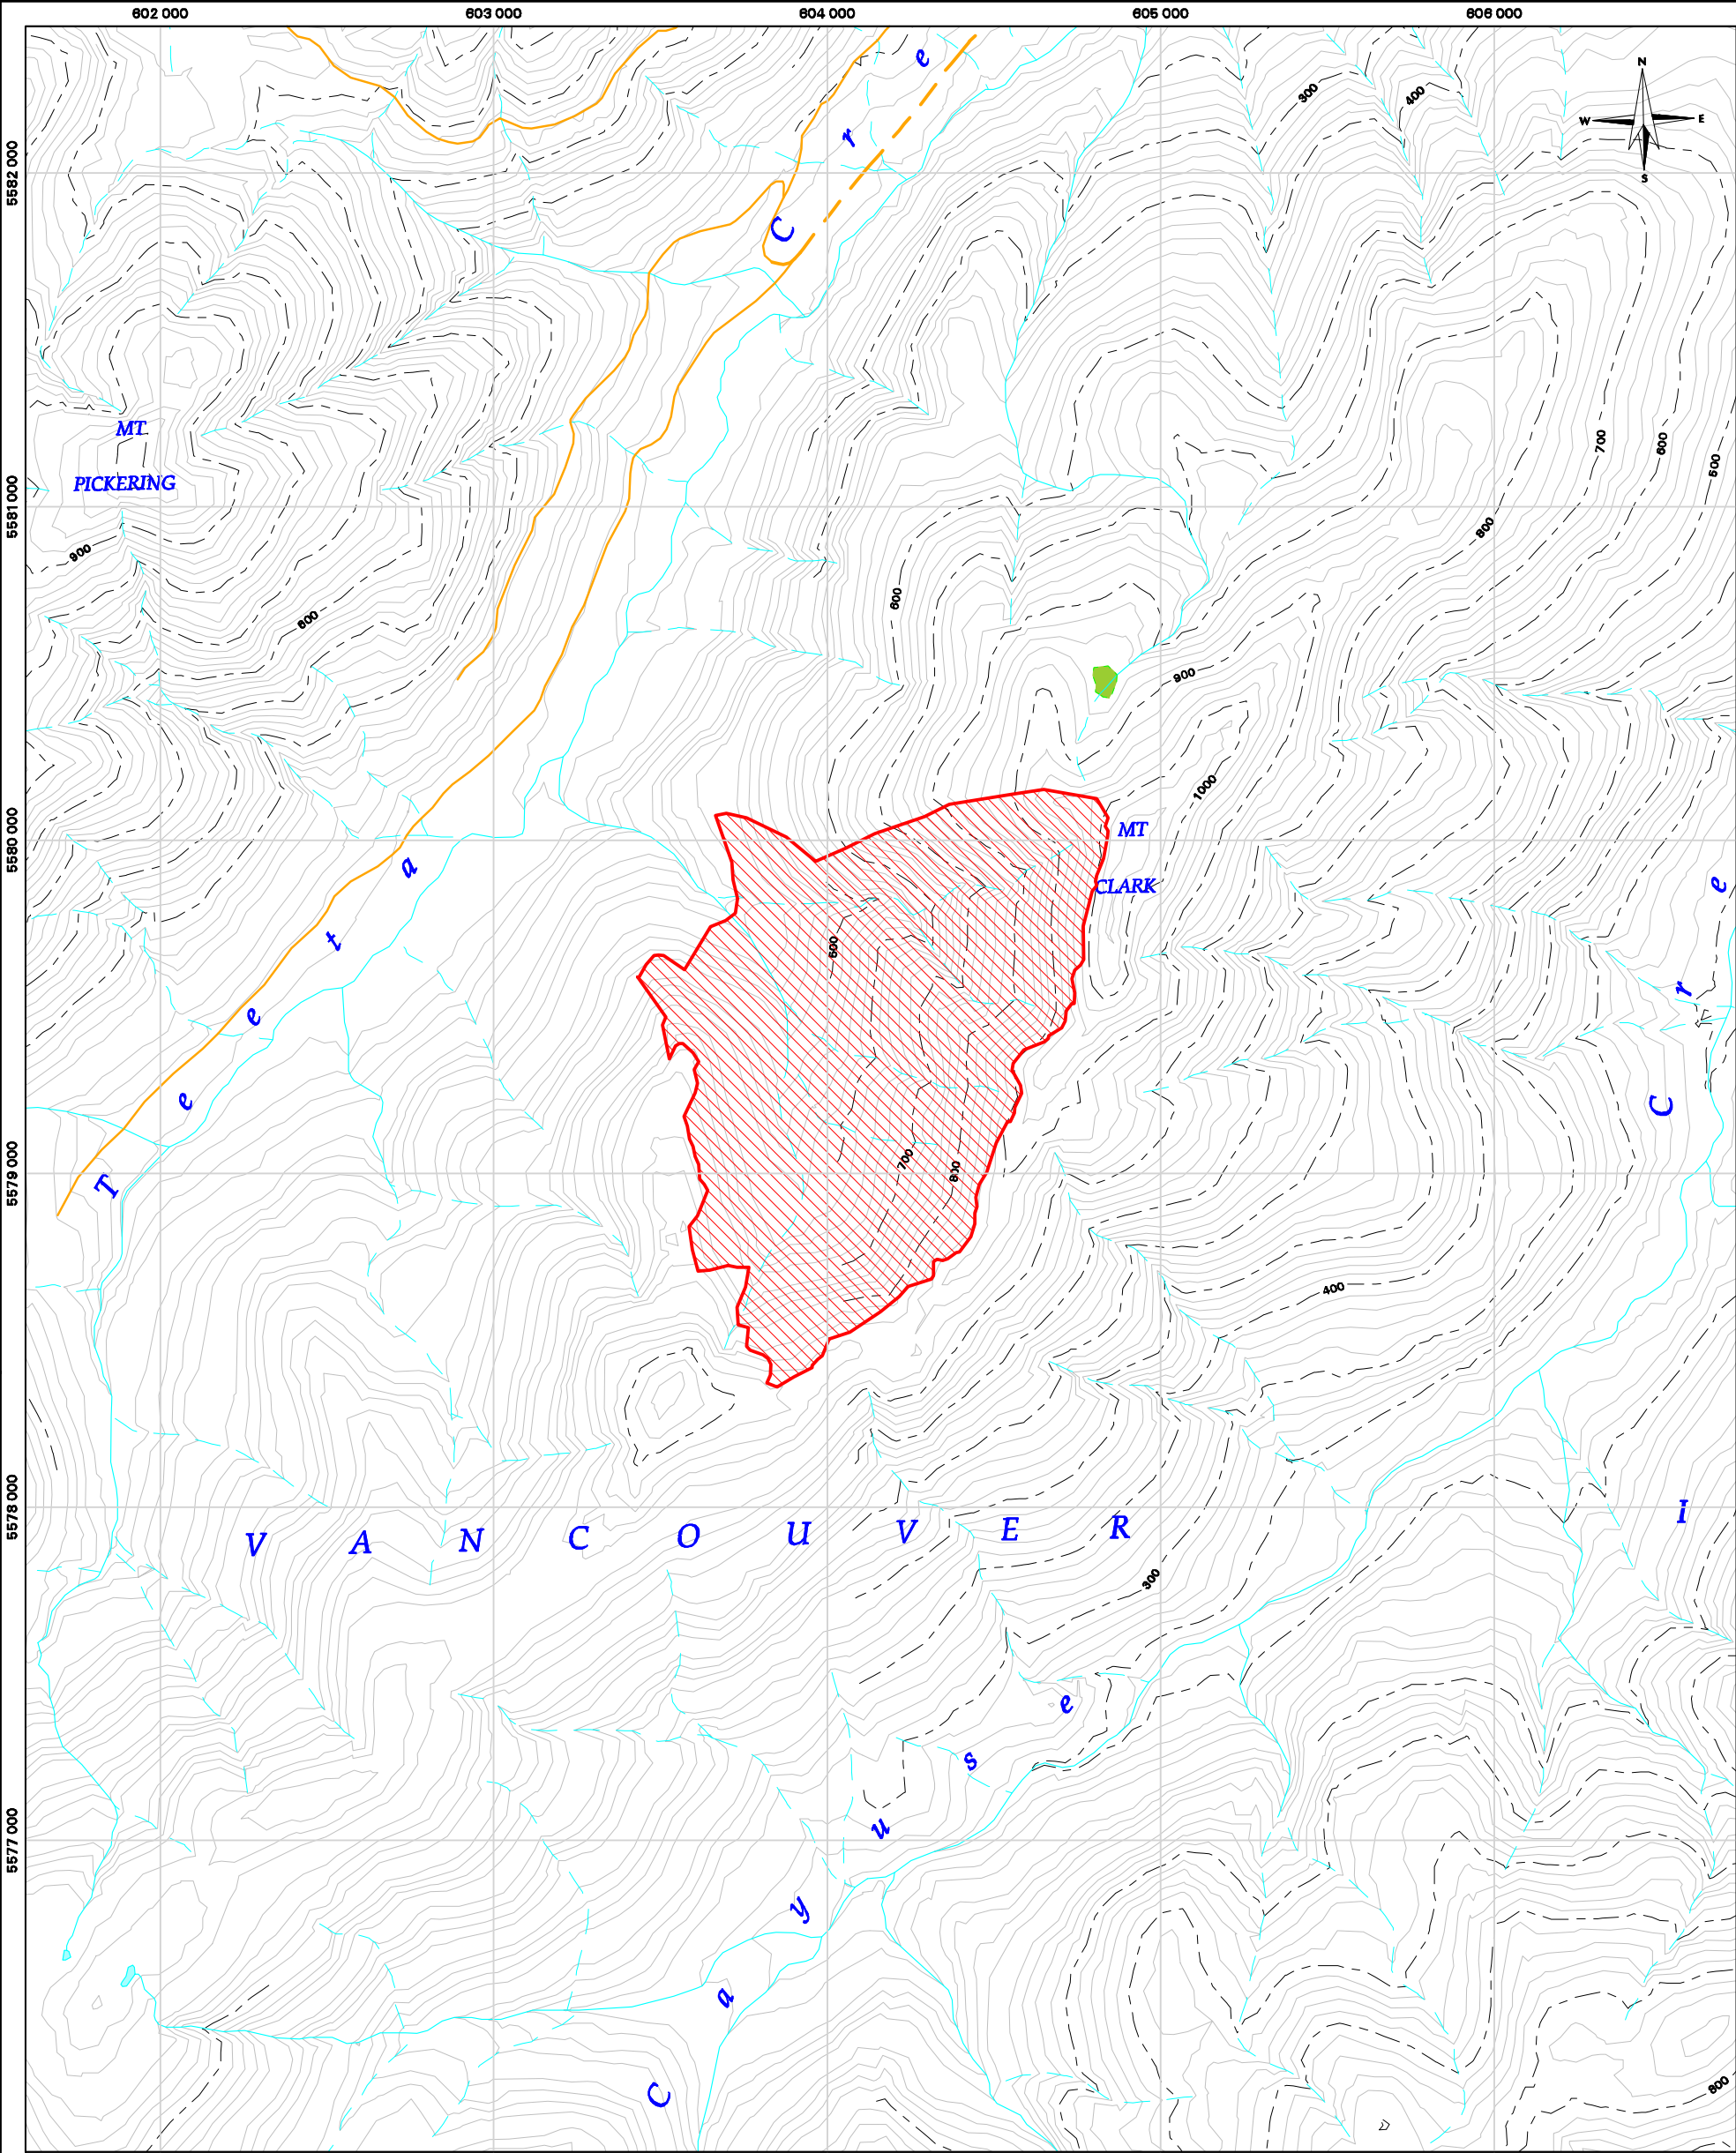 602 000 603 000 604 000 605 000 606 000
5582 000
5581 000
5580 000
5579 000
5578 000
5577 000
N
W E
S
300 400
C r e
MT
PICKERING
900
800
600
700 600 500
800
900
1000
MT
CLARK
600
700 800
T e e t a
C r e
400
V A N C O U V E R
I
300
C a y u s e
800